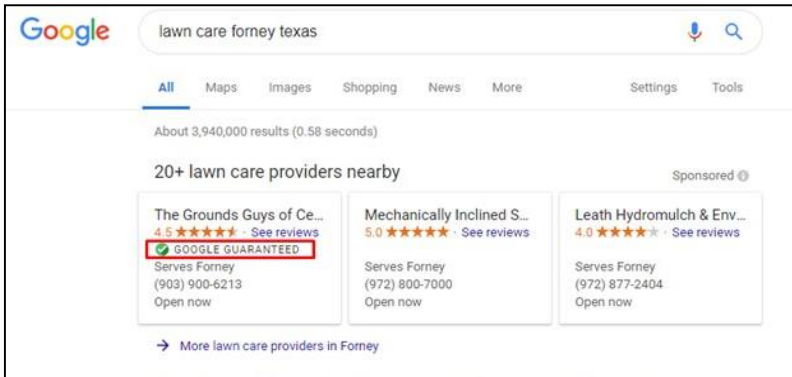 Google lawn care forney texas
All Maps Images Shopping News More Settings Tools
About 3,940,000 results (0.58 seconds)
20+ lawn care providers nearby Sponsored
The Grounds Guys of Ce...
4.5 · See reviews
GOOGLE GUARANTEED
Serves Forney
(903) 900-6213
Open now
Mechanically Inclined S...
5.0 · See reviews
Serves Forney
(972) 800-7000
Open now
Leath Hydromulch & Env...
4.0 · See reviews
Serves Forney
(972) 877-2404
Open now
→ More lawn care providers in Forney